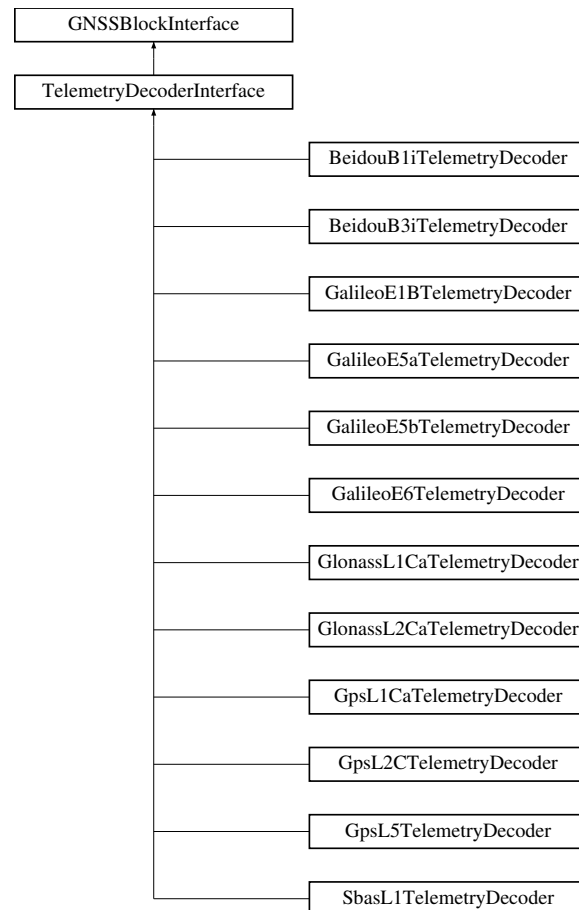 GNSSBlockInterface
TelemetryDecoderInterface
BeidouB1iTelemetryDecoder
BeidouB3iTelemetryDecoder
GalileoE1BTelemetryDecoder
GalileoE5aTelemetryDecoder
GalileoE5bTelemetryDecoder
GalileoE6TelemetryDecoder
GlonassL1CaTelemetryDecoder
GlonassL2CaTelemetryDecoder
GpsL1CaTelemetryDecoder
GpsL2CTelemetryDecoder
GpsL5TelemetryDecoder
SbasL1TelemetryDecoder